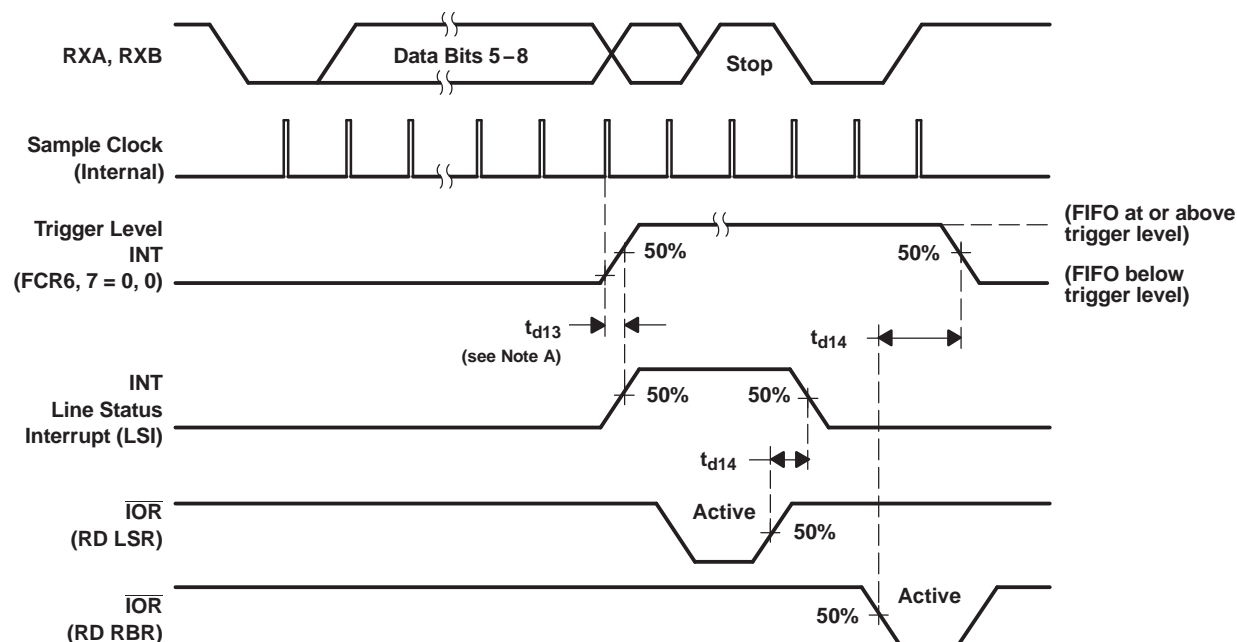 RXA, RXB
Data Bits 5–8
Stop
Sample Clock
(Internal)
Trigger Level
INT
(FCR6, 7 = 0, 0)
50%
50%
(FIFO at or above
trigger level)
(FIFO below
trigger level)
td13
(see Note A)
td14
INT
Line Status
Interrupt (LSI)
50%
50%
td14
IOR
(RD LSR)
Active
50%
IOR
(RD RBR)
50%
Active